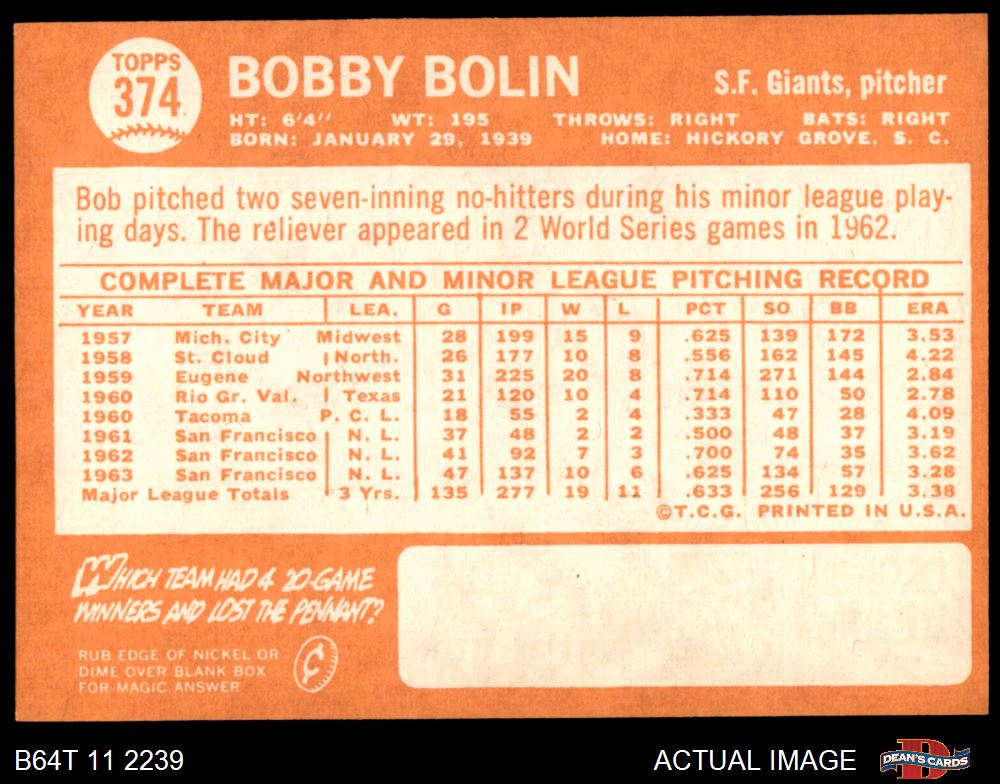 TOPPS
374
BOBBY BOLIN
S.F. Giants, pitcher
HT: 6'4" WT: 195 THROWS: RIGHT BATS: RIGHT
BORN: JANUARY 29, 1939 HOME: HICKORY GROVE, S. C.
Bob pitched two seven-inning no-hitters during his minor league play-
ing days. The reliever appeared in 2 World Series games in 1962.
COMPLETE MAJOR AND MINOR LEAGUE PITCHING RECORD
YEAR TEAM LEA. G IP W L PCT SO BB ERA
1957 Mich. City Midwest 28 199 15 9 .625 139 172 3.53
1958 St. Cloud North. 26 177 10 8 .556 162 145 4.22
1959 Eugene Northwest 31 225 20 8 .714 271 144 2.84
1960 Rio Gr. Val. Texas 21 120 10 4 .714 110 50 2.78
1960 Tacoma P. C. L. 18 55 2 4 .333 47 28 4.09
1961 San Francisco N. L. 37 48 2 2 .500 48 37 3.19
1962 San Francisco N. L. 41 92 7 3 .700 74 35 3.62
1963 San Francisco N. L. 47 137 10 6 .625 134 57 3.28
Major League Totals 3 Yrs. 135 277 19 11 .633 256 129 3.38
©T.C.G. PRINTED IN U.S.A.
WHICH TEAM HAD 4 20-GAME
WINNERS AND LOST THE PENNANT?
RUB EDGE OF NICKEL OR
DIME OVER BLANK BOX
FOR MAGIC ANSWER
¢
B64T 11 2239
ACTUAL IMAGE
DEAN'S CARDS